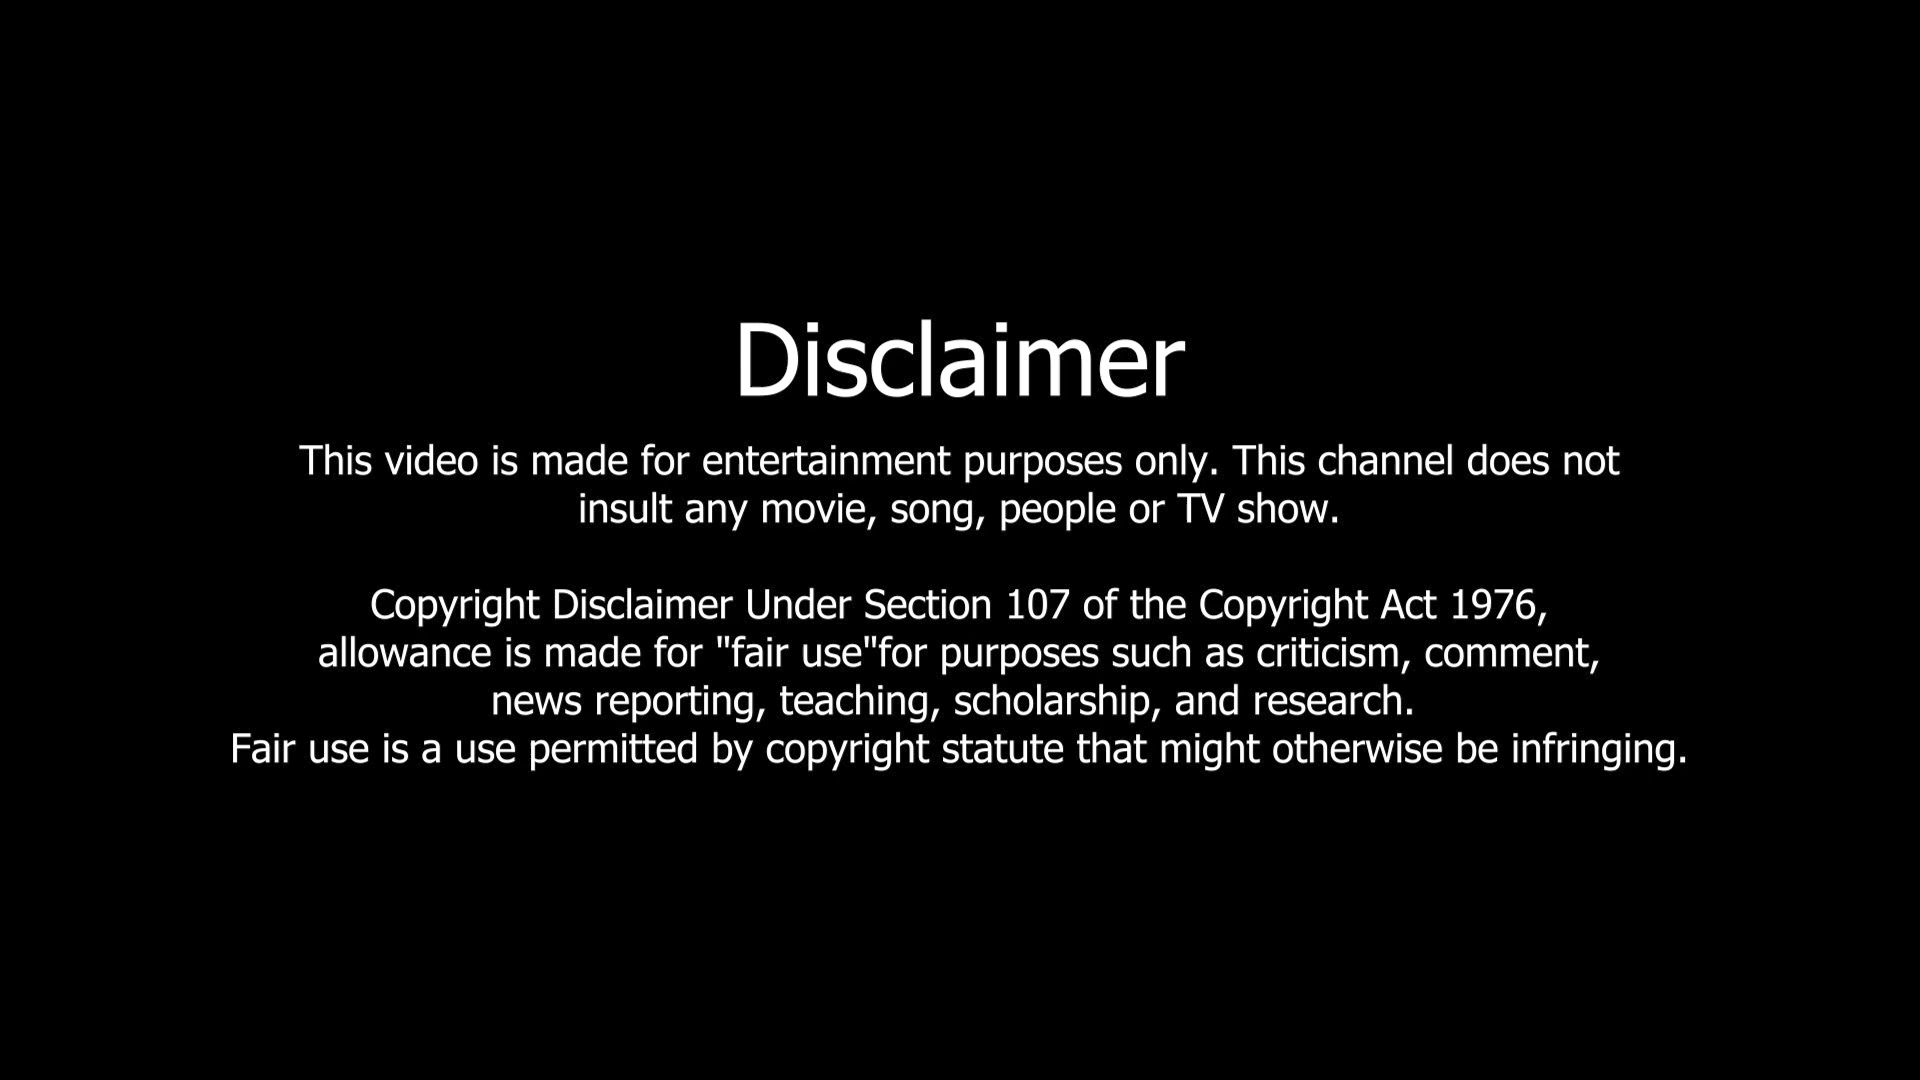 Disclaimer
This video is made for entertainment purposes only. This channel does not
insult any movie, song, people or TV show.
Copyright Disclaimer Under Section 107 of the Copyright Act 1976,
allowance is made for "fair use"for purposes such as criticism, comment,
news reporting, teaching, scholarship, and research.
Fair use is a use permitted by copyright statute that might otherwise be infringing.